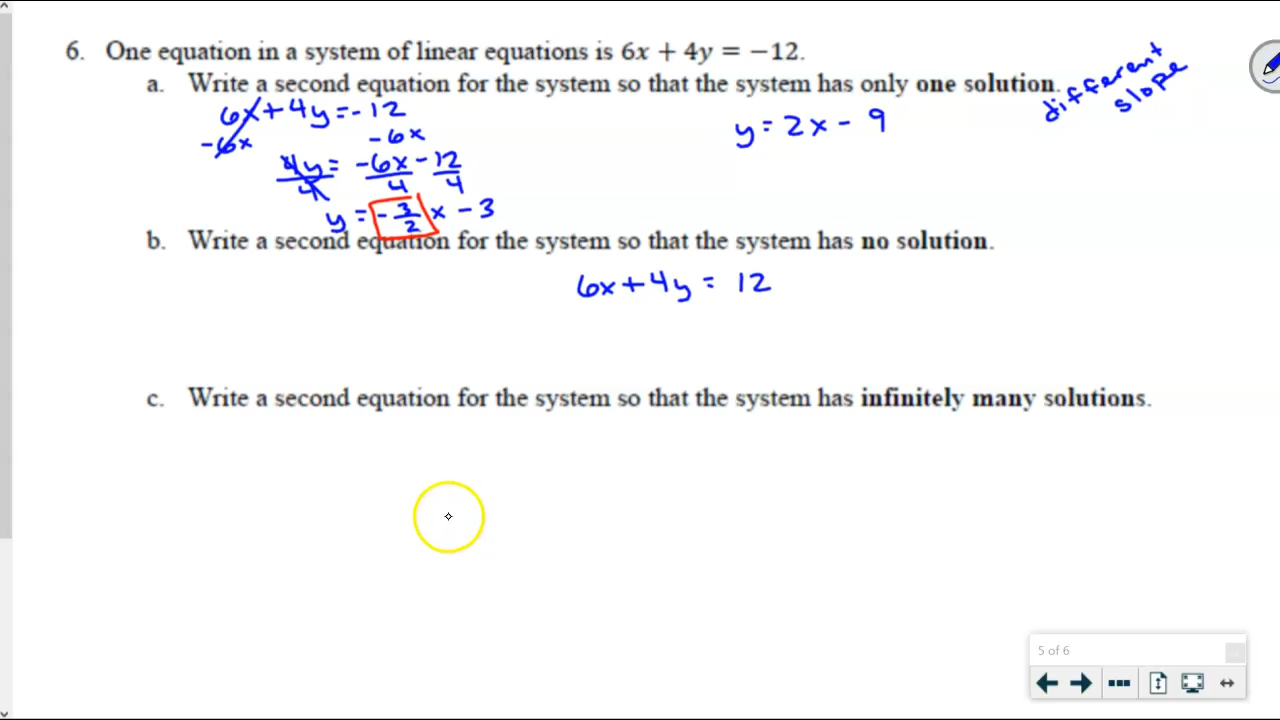 6. One equation in a system of linear equations is 6x + 4y = −12.
a. Write a second equation for the system so that the system has only one solution.
different slope
6x + 4y = - 12
-6x -6x
4y = -6x - 12
4 4 4
y = - 3/2 x - 3
y = 2x - 9
b. Write a second equation for the system so that the system has no solution.
6x + 4y = 12
c. Write a second equation for the system so that the system has infinitely many solutions.
5 of 6